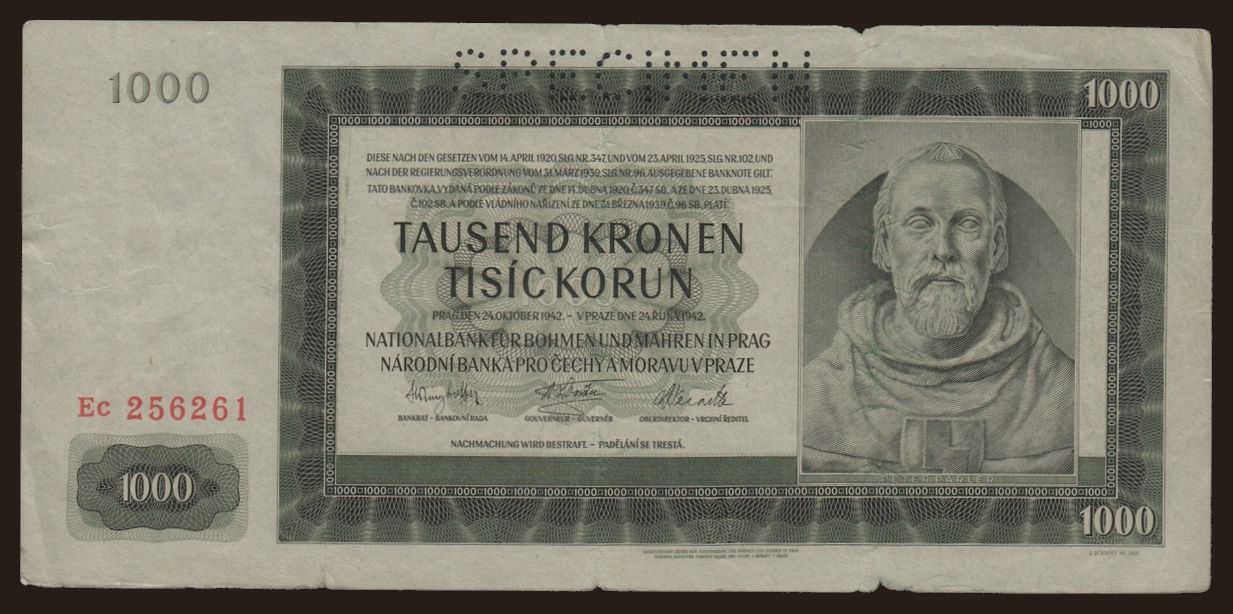 SPECIMEN
1000
1000
DIESE NACH DEN GESETZEN VOM 14. APRIL 1920, SLG. NR. 347, UND VOM 23. APRIL 1925, SLG. NR. 102, UND
NACH DER REGIERUNGSVERORDNUNG VOM 31. MÄRZ 1939, SLG. NR. 96, AUSGEGEBENE BANKNOTE GILT.
TATO BANKOVKA, VYDANÁ PODLE ZÁKONŮ ZE DNE 14. DUBNA 1920, Č. 347 SB. A ZE DNE 23. DUBNA 1925,
Č. 102 SB. A PODLE VLÁDNÍHO NAŘÍZENÍ ZE DNE 31. BŘEZNA 1939, Č. 96 SB., PLATÍ:
TAUSEND KRONEN
TISÍC KORUN
PRAG, DEN 24. OKTOBER 1942. – V PRAZE DNE 24. ŘÍJNA 1942.
NATIONALBANK FÜR BÖHMEN UND MÄHREN IN PRAG
NÁRODNÍ BANKA PRO ČECHY A MORAVU V PRAZE
BANKRAT – BANKOVNÍ RADA GOUVERNEUR – GUVERNÉR OBERDIREKTOR – VRCHNÍ ŘEDITEL
NACHMACHUNG WIRD BESTRAFT. – PADĚLÁNÍ SE TRESTÁ.
Ec 256261
1000
PETER PARLER
1000